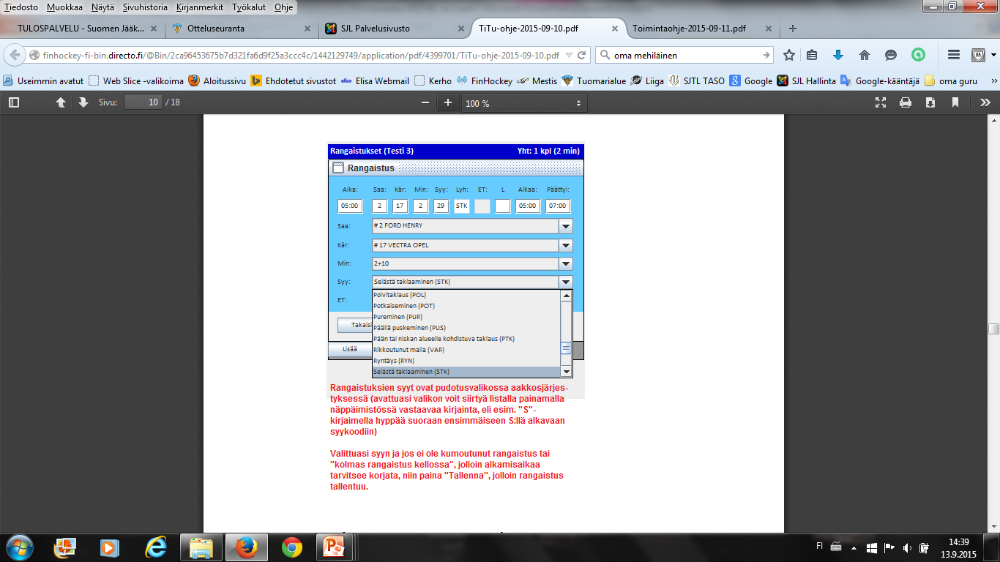 Tiedosto Muokkaa Näytä Sivuhistoria Kirjanmerkit Työkalut Ohje
TULOSPALVELU - Suomen Jääk... Otteluseuranta SJL Palvelusivusto TiTu-ohje-2015-09-10.pdf Toimintaohje-2015-09-11.pdf
finhockey-fi-bin.directo.fi/@Bin/2ca96453675b7d321fa6d9f25a3ccc4c/1442129749/application/pdf/4399701/TiTu-ohje-2015-09-10.pdf oma mehiläinen
Useimmin avatut Web Slice -valikoima Aloitussivu Ehdotetut sivustot Elisa Webmail Kerho FinHockey Mestis Tuomarialue Liiga SJTL TASO Google SJL Hallinta Google-kääntäjä oma guru
Sivu: 10 / 18 100 %
Rangaistukset (Testi 3) Yht: 1 kpl (2 min)
Rangaistus
Aika: Saa: Kär: Min: Syy: Lyh: ET: L Alkaa: Päättyi:
05:00 2 17 2 29 STK 05:00 07:00
Saa: # 2 FORD HENRY
Kär: # 17 VECTRA OPEL
Min: 2+10
Syy: Selästä taklaaminen (STK)
ET:
Polvitaklaus (POL)
Potkaiseminen (POT)
Pureminen (PUR)
Päällä puskeminen (PUS)
Pään tai niskan alueelle kohdistuva taklaus (PTK)
Rikkoutunut maila (VAR)
Ryntäys (RYN)
Selästä taklaaminen (STK)
Takaisi
Lisää
Rangaistuksien syyt ovat pudotusvalikossa aakkosjärjes-
tyksessä (avattuasi valikon voit siirtyä listalla painamalla
näppäimistössä vastaavaa kirjainta, eli esim. "S"-
kirjaimella hyppää suoraan ensimmäiseen S:llä alkavaan
syykoodiin)
Valittuasi syyn ja jos ei ole kumoutunut rangaistus tai
"kolmas rangaistus kellossa", jolloin alkamisaikaa
tarvitsee korjata, niin paina "Tallenna", jolloin rangaistus
tallentuu.
FI 14:39
13.9.2015